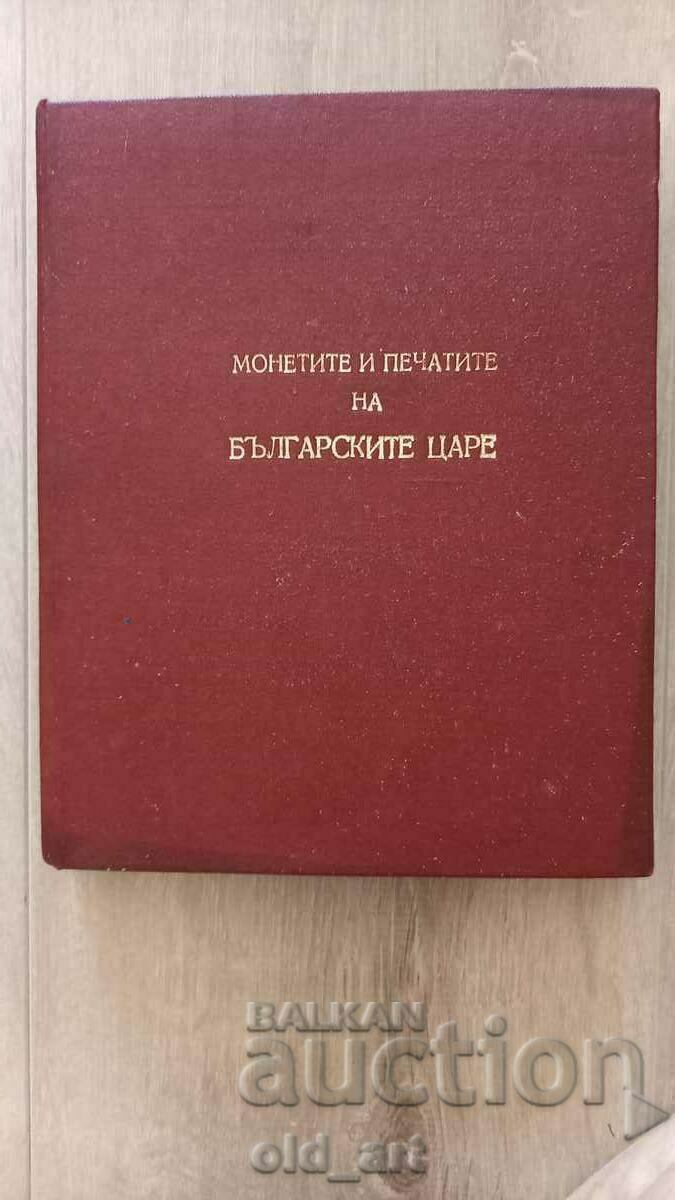 МОНЕТИТЕ И ПЕЧАТИТЕ
НА
БЪЛГАРСКИТЕ ЦАРЕ
BALKAN
auction
old_art